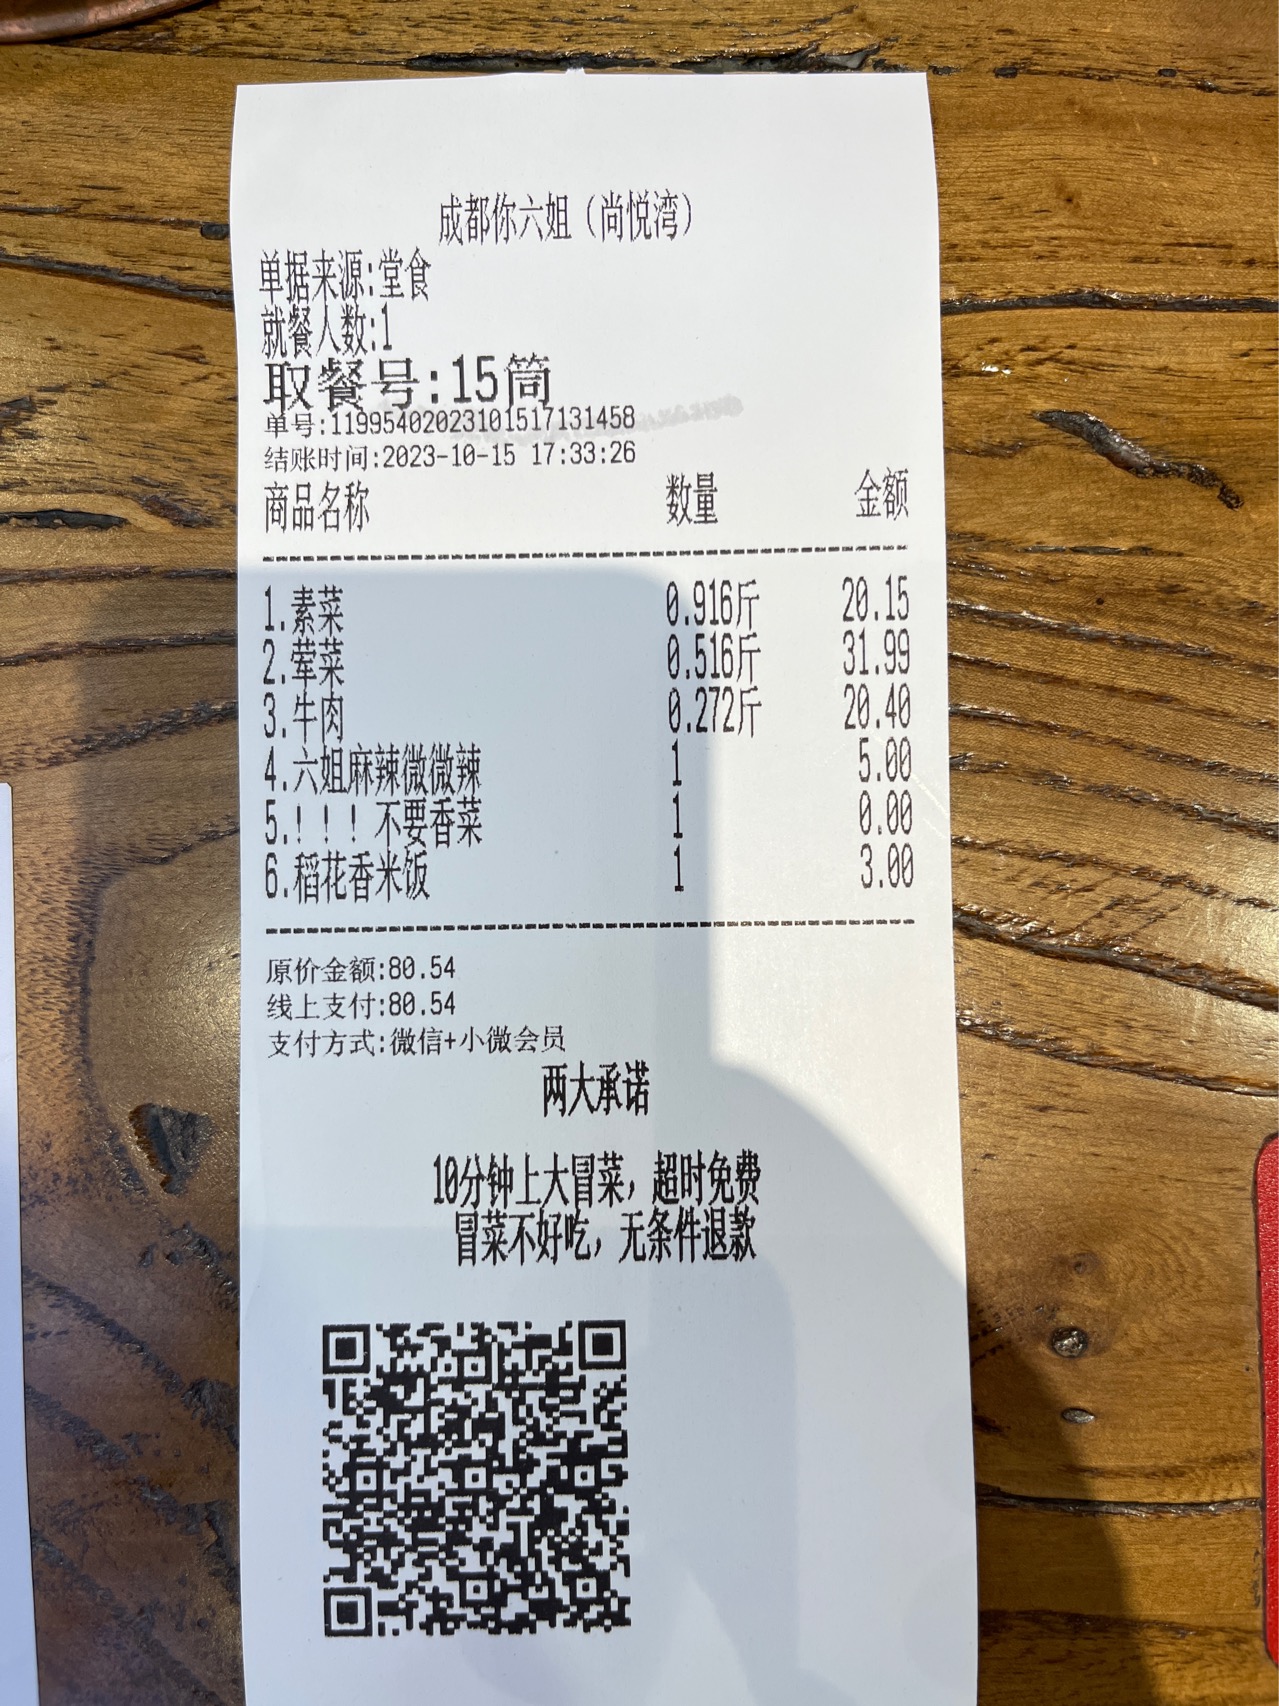 成都你六姐（尚悦湾）
单据来源:堂食
就餐人数:1
取餐号:15筒
单号:11995402023101517131458
结账时间:2023-10-15 17:33:26
商品名称 数量 金额
1.素菜 0.916斤 20.15
2.荤菜 0.516斤 31.99
3.牛肉 0.272斤 20.40
4.六姐麻辣微微辣 1 5.00
5.！！！不要香菜 1 0.00
6.稻花香米饭 1 3.00
原价金额:80.54
线上支付:80.54
支付方式:微信+小微会员
两大承诺
10分钟上大冒菜，超时免费
冒菜不好吃，无条件退款